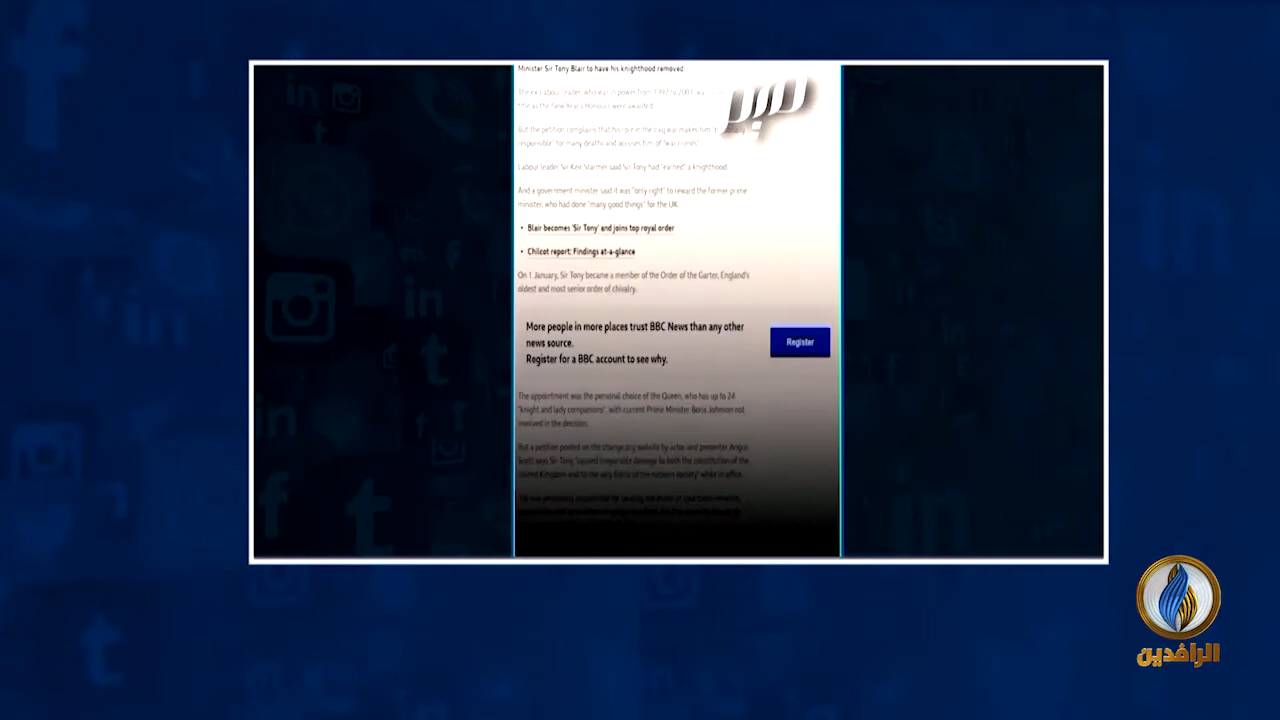 Minister Sir Tony Blair to have his knighthood removed.
The ex-Labour leader, who was in power from 1997 to 2007, was
title as the New Year's Honours were awarded.
But the petition complains that his role in the Iraq war makes him
responsible" for many deaths and accuses him of "war crimes".
Labour leader Sir Keir Starmer said Sir Tony had "earned" a knighthood.
And a government minister said it was "only right" to reward the former prime
minister, who had done "many good things" for the UK.
• Blair becomes 'Sir Tony' and joins top royal order
• Chilcot report: Findings at-a-glance
On 1 January, Sir Tony became a member of the Order of the Garter, England's
oldest and most senior order of chivalry.
More people in more places trust BBC News than any other
news source.
Register for a BBC account to see why.
Register
The appointment was the personal choice of the Queen, who has up to 24
"knight and lady companions", with current Prime Minister Boris Johnson not
involved in the decision.
But a petition posted on the change.org website by actor and presenter Angus
Scott says Sir Tony "caused irreparable damage to both the constitution of the
United Kingdom and to the very fabric of the nation's society" while in office.
الرافدين